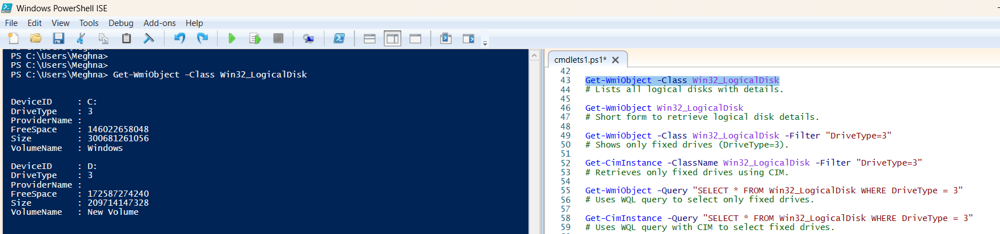 Windows PowerShell ISE
File Edit View Tools Debug Add-ons Help
PS C:\Users\Meghna>
PS C:\Users\Meghna>
PS C:\Users\Meghna>
PS C:\Users\Meghna> Get-WmiObject -Class Win32_LogicalDisk
DeviceID     : C:
DriveType    : 3
ProviderName :
FreeSpace    : 146022658048
Size         : 300681261056
VolumeName   : Windows
DeviceID     : D:
DriveType    : 3
ProviderName :
FreeSpace    : 172587274240
Size         : 209714147328
VolumeName   : New Volume
cmdlets1.ps1*
42
43 Get-WmiObject -Class Win32_LogicalDisk
44 # Lists all logical disks with details.
45
46 Get-WmiObject Win32_LogicalDisk
47 # Short form to retrieve logical disk details.
48
49 Get-WmiObject -Class Win32_LogicalDisk -Filter "DriveType=3"
50 # Shows only fixed drives (DriveType=3).
51
52 Get-CimInstance -ClassName Win32_LogicalDisk -Filter "DriveType=3"
53 # Retrieves only fixed drives using CIM.
54
55 Get-WmiObject -Query "SELECT * FROM Win32_LogicalDisk WHERE DriveType = 3"
56 # Uses WQL query to select only fixed drives.
57
58 Get-CimInstance -Query "SELECT * FROM Win32_LogicalDisk WHERE DriveType = 3"
59 # Uses WQL query with CIM to select fixed drives.